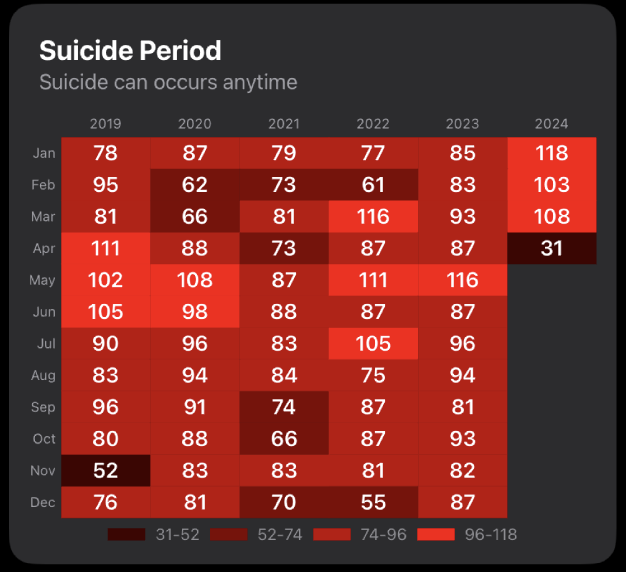 Suicide Period
Suicide can occurs anytime
2019 2020 2021 2022 2023 2024
Jan 78 87 79 77 85 118
Feb 95 62 73 61 83 103
Mar 81 66 81 116 93 108
Apr 111 88 73 87 87 31
May 102 108 87 111 116
Jun 105 98 88 87 87
Jul 90 96 83 105 96
Aug 83 94 84 75 94
Sep 96 91 74 87 81
Oct 80 88 66 87 93
Nov 52 83 83 81 82
Dec 76 81 70 55 87
31-52 52-74 74-96 96-118